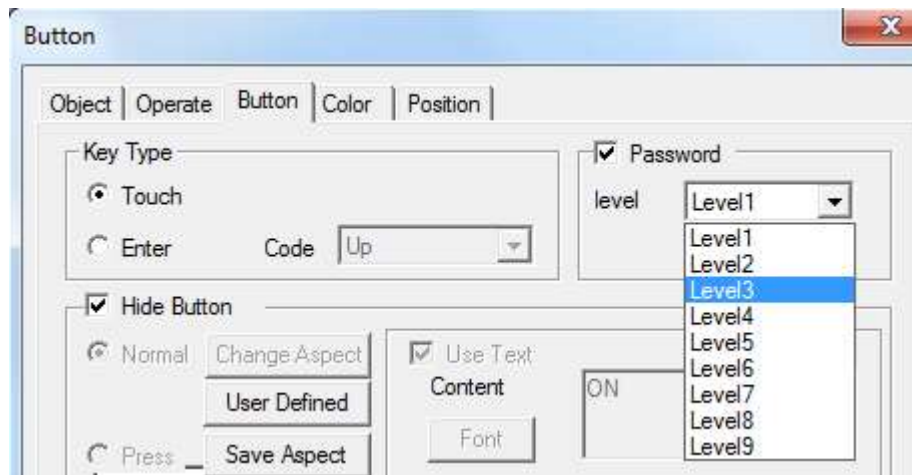 Button
Object Operate Button Color Position
Key Type
Touch
Enter Code Up
Password
level Level1
Level1
Level2
Level3
Level4
Level5
Level6
Level7
Level8
Level9
Hide Button
Normal Change Aspect
User Defined
Press Save Aspect
Use Text
Content ON
Font